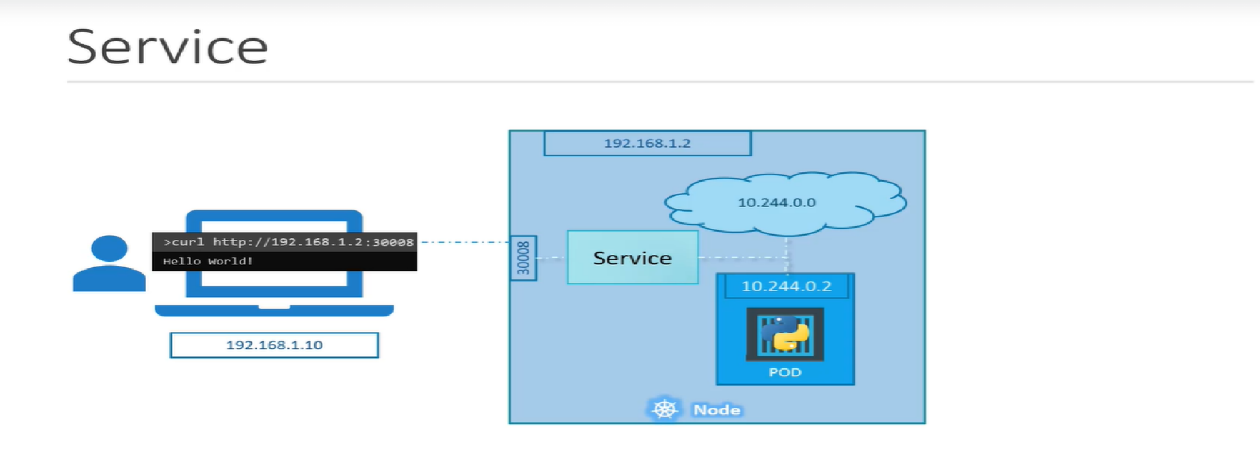 Service
192.168.1.2
10.244.0.0
>curl http://192.168.1.2:30008
Hello World!
30008
Service
10.244.0.2
192.168.1.10
POD
Node